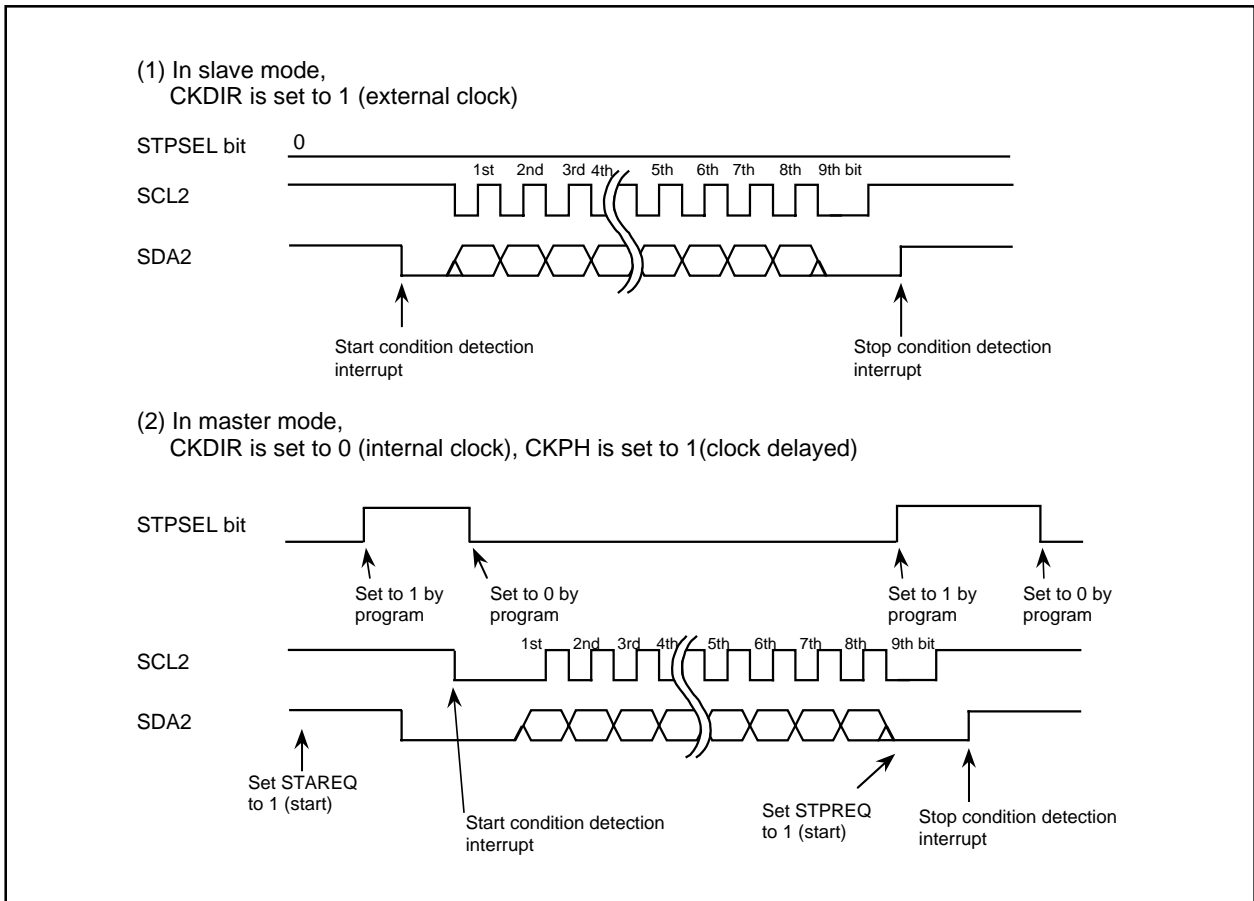 (1) In slave mode,
CKDIR is set to 1 (external clock)
STPSEL bit
0
1st 2nd 3rd 4th 5th 6th 7th 8th 9th bit
SCL2
SDA2
Start condition detection
interrupt
Stop condition detection
interrupt
(2) In master mode,
CKDIR is set to 0 (internal clock), CKPH is set to 1(clock delayed)
STPSEL bit
Set to 1 by
program
Set to 0 by
program
Set to 1 by
program
Set to 0 by
program
1st 2nd 3rd 4th 5th 6th 7th 8th 9th bit
SCL2
SDA2
Set STAREQ
to 1 (start)
Start condition detection
interrupt
Set STPREQ
to 1 (start)
Stop condition detection
interrupt